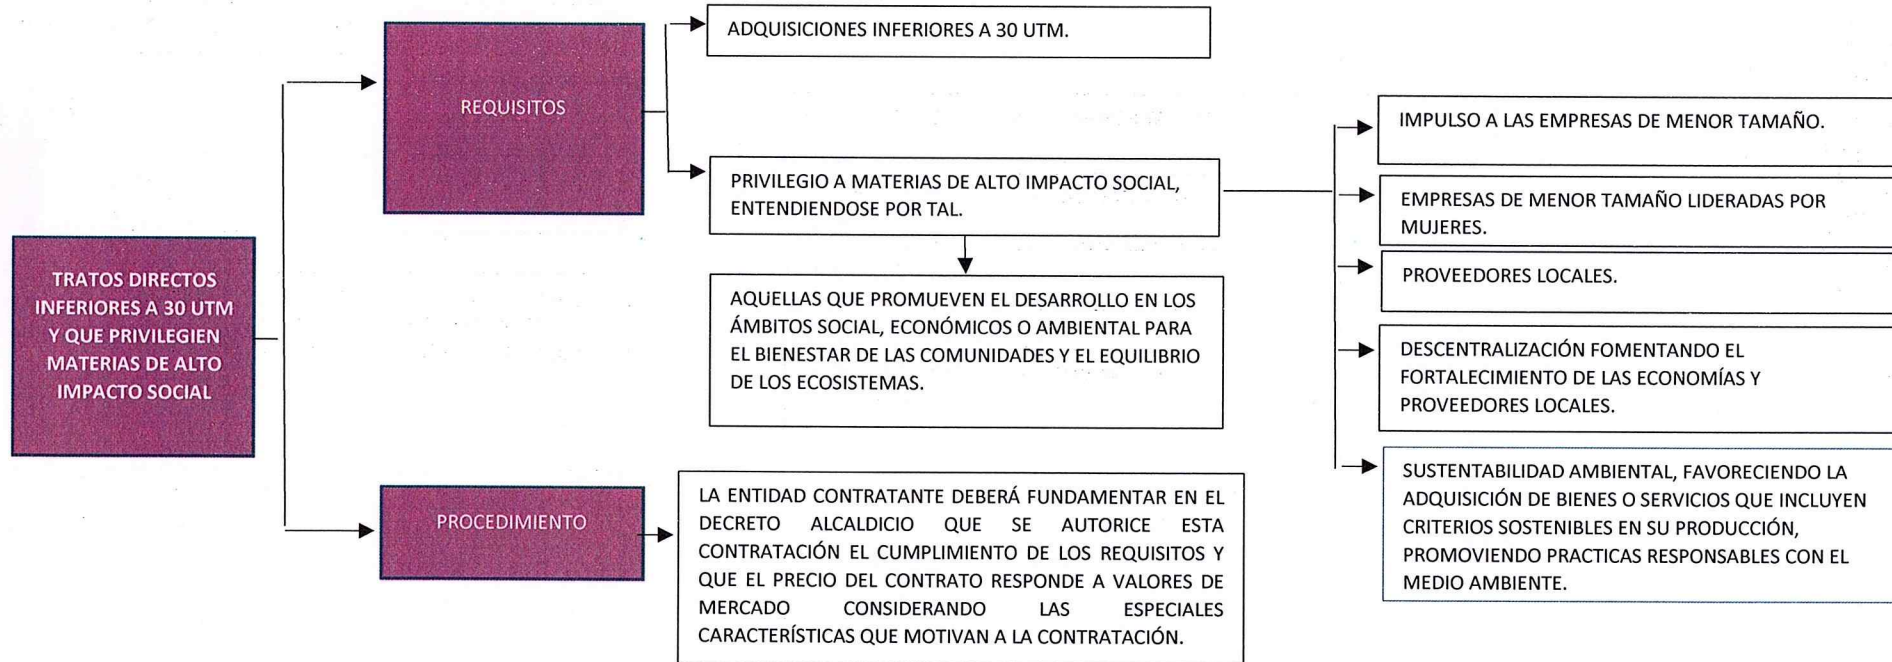 TRATOS DIRECTOS
INFERIORES A 30 UTM
Y QUE PRIVILEGIEN
MATERIAS DE ALTO
IMPACTO SOCIAL
REQUISITOS
ADQUISICIONES INFERIORES A 30 UTM.
PRIVILEGIO A MATERIAS DE ALTO IMPACTO SOCIAL,
ENTENDIENDOSE POR TAL.
AQUELLAS QUE PROMUEVEN EL DESARROLLO EN LOS
ÁMBITOS SOCIAL, ECONÓMICOS O AMBIENTAL PARA
EL BIENESTAR DE LAS COMUNIDADES Y EL EQUILIBRIO
DE LOS ECOSISTEMAS.
IMPULSO A LAS EMPRESAS DE MENOR TAMAÑO.
EMPRESAS DE MENOR TAMAÑO LIDERADAS POR
MUJERES.
PROVEEDORES LOCALES.
DESCENTRALIZACIÓN FOMENTANDO EL
FORTALECIMIENTO DE LAS ECONOMÍAS Y
PROVEEDORES LOCALES.
SUSTENTABILIDAD AMBIENTAL, FAVORECIENDO LA
ADQUISICIÓN DE BIENES O SERVICIOS QUE INCLUYEN
CRITERIOS SOSTENIBLES EN SU PRODUCCIÓN,
PROMOVIENDO PRACTICAS RESPONSABLES CON EL
MEDIO AMBIENTE.
PROCEDIMIENTO
LA ENTIDAD CONTRATANTE DEBERÁ FUNDAMENTAR EN EL
DECRETO ALCALDICIO QUE SE AUTORICE ESTA
CONTRATACIÓN EL CUMPLIMIENTO DE LOS REQUISITOS Y
QUE EL PRECIO DEL CONTRATO RESPONDE A VALORES DE
MERCADO CONSIDERANDO LAS ESPECIALES
CARACTERÍSTICAS QUE MOTIVAN A LA CONTRATACIÓN.